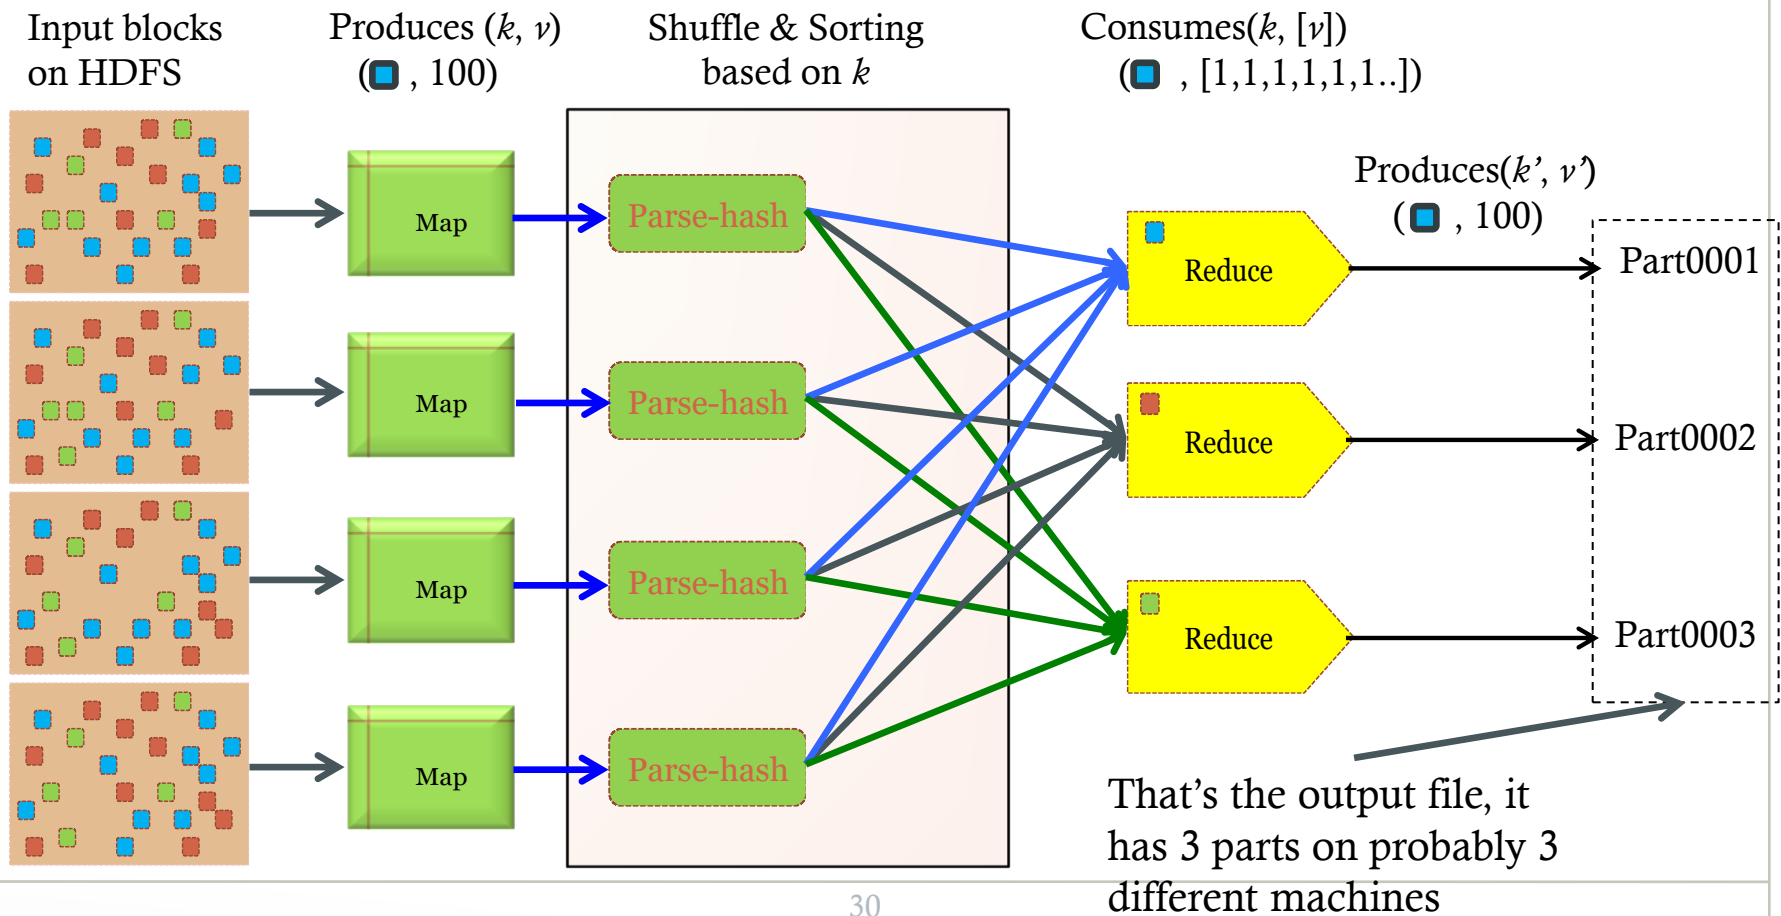 Input blocks
on HDFS
Produces (k, v)
( , 100)
Shuffle & Sorting
based on k
Consumes(k, [v])
( , [1,1,1,1,1,1..])
Produces(k’, v’)
( , 100)
Map
Parse-hash
Reduce
Part0001
Map
Parse-hash
Reduce
Part0002
Map
Parse-hash
Reduce
Part0003
Map
Parse-hash
That’s the output file, it
has 3 parts on probably 3
different machines
30